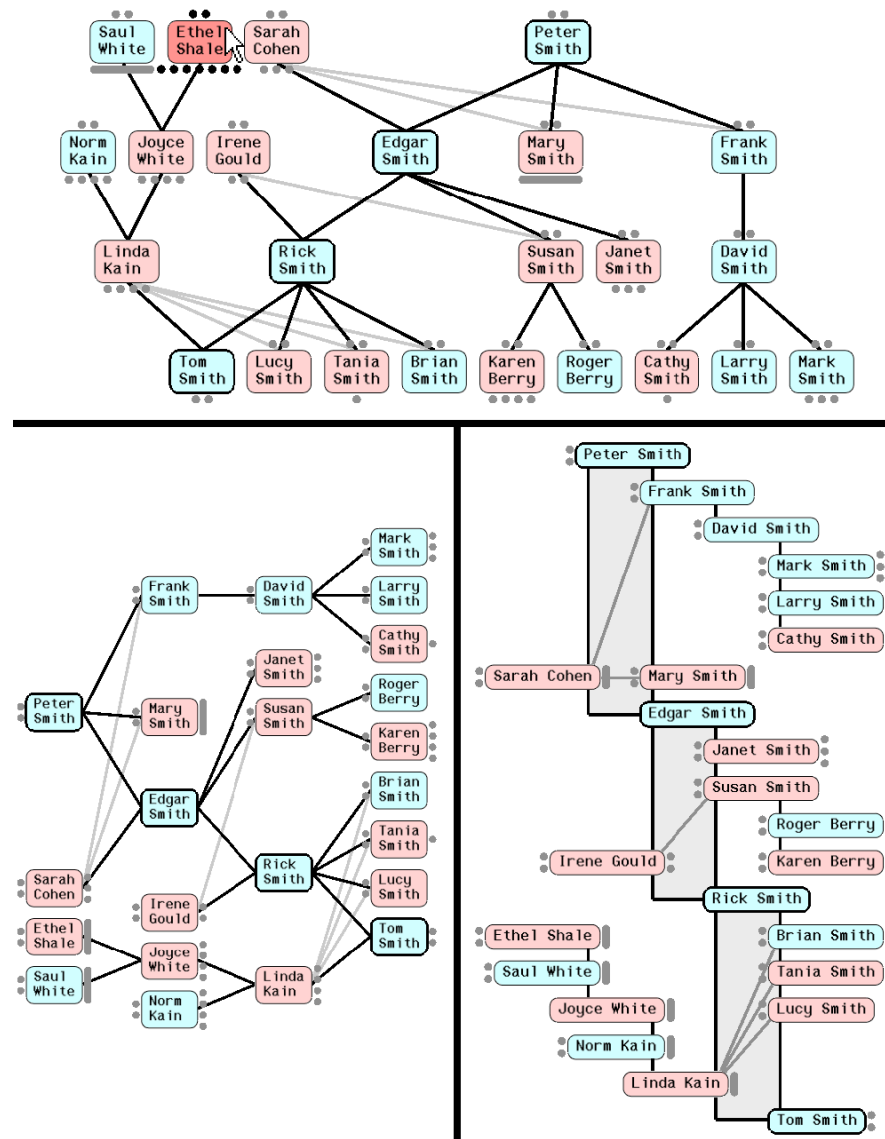 Saul
White
Ethel
Shale
Sarah
Cohen
Peter
Smith
Norm
Kain
Joyce
White
Irene
Gould
Edgar
Smith
Mary
Smith
Frank
Smith
Linda
Kain
Rick
Smith
Susan
Smith
Janet
Smith
David
Smith
Tom
Smith
Lucy
Smith
Tania
Smith
Brian
Smith
Karen
Berry
Roger
Berry
Cathy
Smith
Larry
Smith
Mark
Smith
Mark
Smith
Frank
Smith
David
Smith
Larry
Smith
Cathy
Smith
Janet
Smith
Roger
Berry
Peter
Smith
Mary
Smith
Susan
Smith
Karen
Berry
Edgar
Smith
Brian
Smith
Tania
Smith
Sarah
Cohen
Irene
Gould
Rick
Smith
Lucy
Smith
Ethel
Shale
Joyce
White
Tom
Smith
Saul
White
Norm
Kain
Linda
Kain
Peter Smith
Frank Smith
David Smith
Mark Smith
Larry Smith
Cathy Smith
Sarah Cohen
Mary Smith
Edgar Smith
Janet Smith
Susan Smith
Roger Berry
Irene Gould
Karen Berry
Rick Smith
Ethel Shale
Brian Smith
Saul White
Tania Smith
Joyce White
Lucy Smith
Norm Kain
Linda Kain
Tom Smith